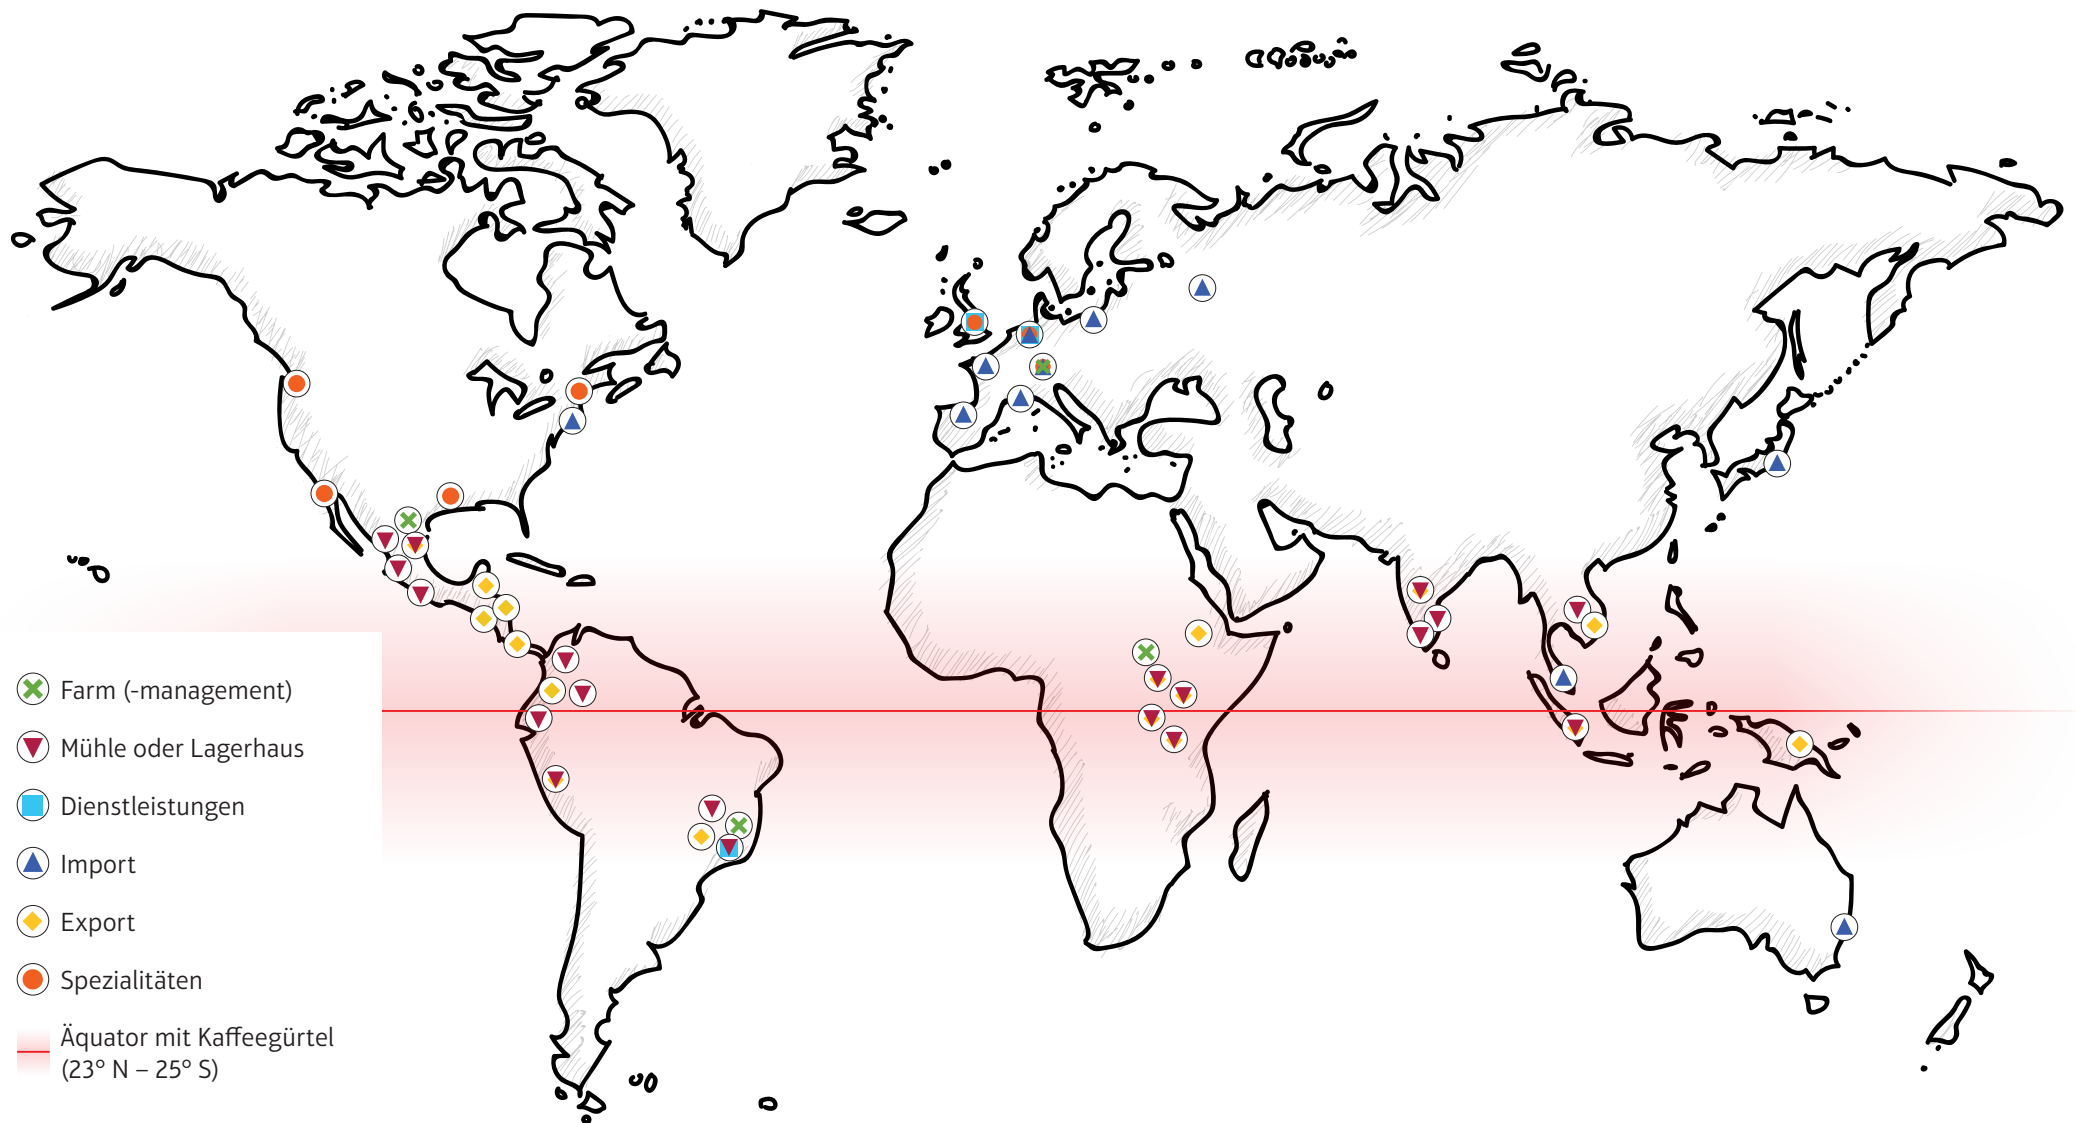 Farm (-management)
Mühle oder Lagerhaus
Dienstleistungen
Import
Export
Spezialitäten
Äquator mit Kaffeegürtel
(23° N – 25° S)